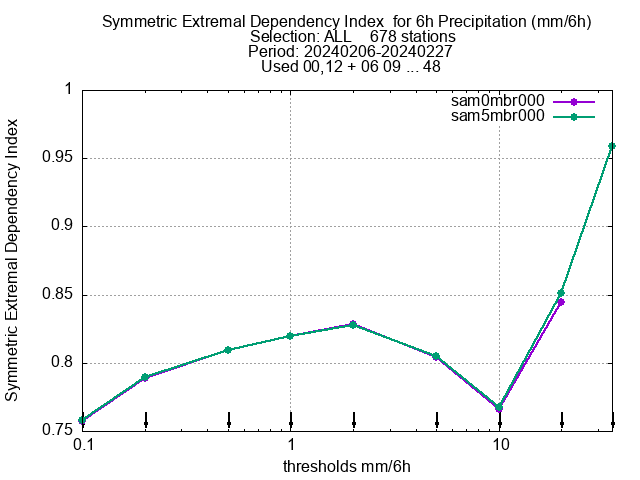 Symmetric Extremal Dependency Index  for 6h Precipitation (mm/6h)
Selection: ALL    678 stations
Period: 20240206-20240227
Used 00,12 + 06 09 ... 48
sam0mbr000
sam5mbr000
Symmetric Extremal Dependency Index
1
0.95
0.9
0.85
0.8
0.75
0.1
1
10
thresholds mm/6h